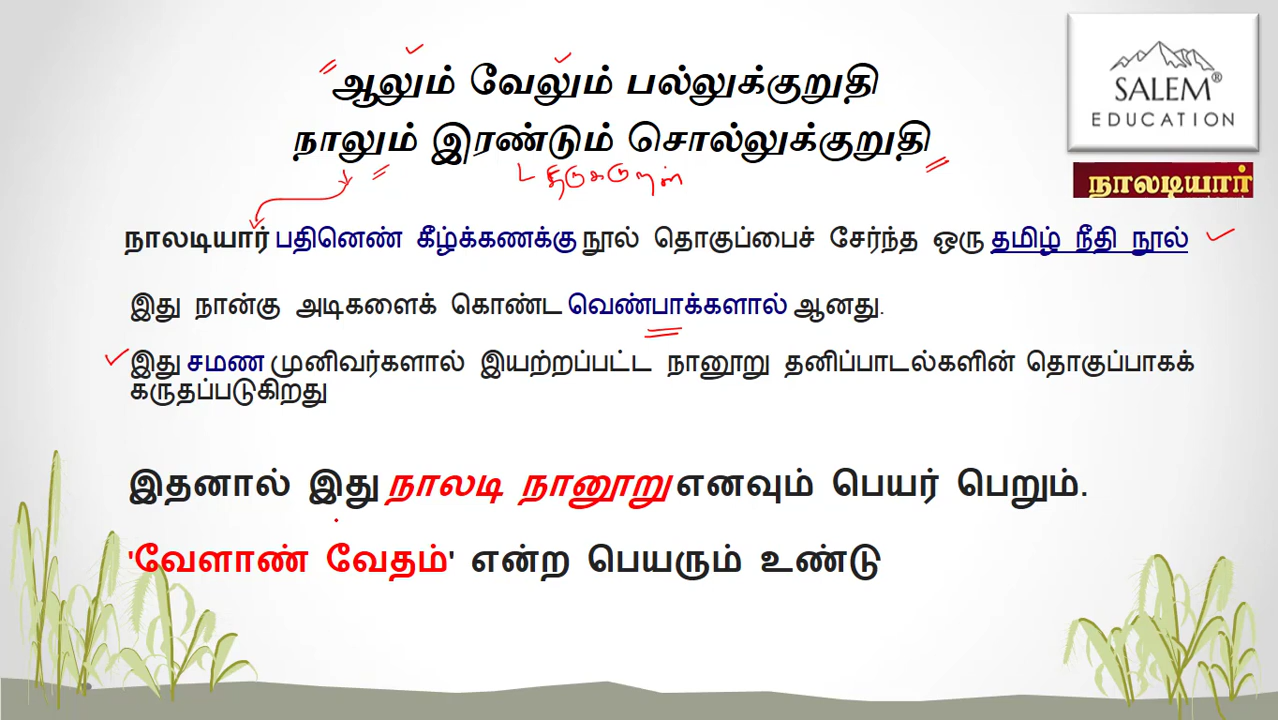 ஆலும் வேலும் பல்லுக்குறுதி
நாலும் இரண்டும் சொல்லுக்குறுதி
திருகுறள்
SALEM®
EDUCATION
நாலடியார்
நாலடியார் பதினெண் கீழ்க்கணக்கு நூல் தொகுப்பைச் சேர்ந்த ஒரு தமிழ் நீதி நூல்
இது நான்கு அடிகளைக் கொண்ட வெண்பாக்களால் ஆனது.
இது சமண முனிவர்களால் இயற்றப்பட்ட நானூறு தனிப்பாடல்களின் தொகுப்பாகக்
கருதப்படுகிறது
இதனால் இது நாலடி நானூறு எனவும் பெயர் பெறும்.
'வேளாண் வேதம்' என்ற பெயரும் உண்டு